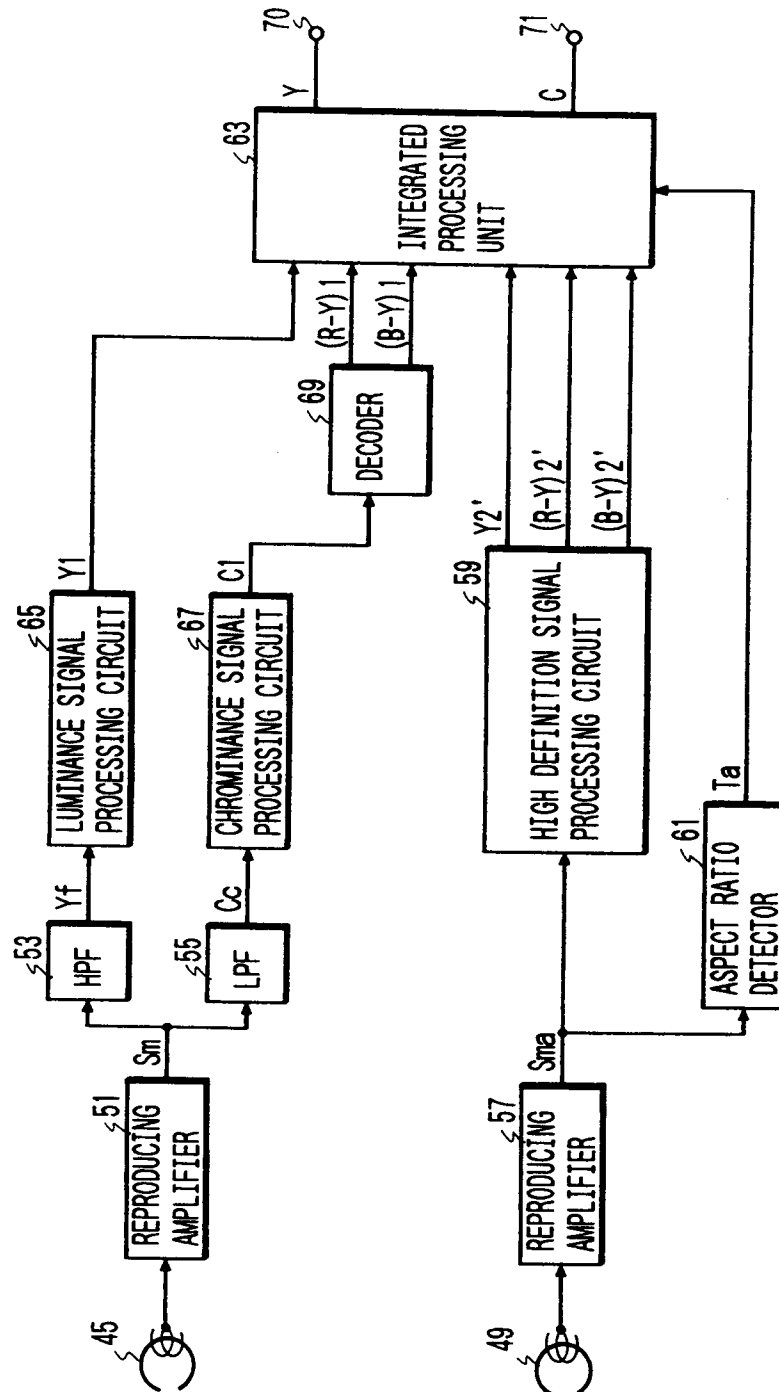 45
51
REPRODUCING
AMPLIFIER
Sm
53
HPF
Yf
65
LUMINANCE SIGNAL
PROCESSING CIRCUIT
Y1
55
LPF
Cc
67
CHROMINANCE SIGNAL
PROCESSING CIRCUIT
C1
69
DECODER
(R-Y)1
(B-Y)1
63
INTEGRATED
PROCESSING
UNIT
Y
70
C
71
49
57
REPRODUCING
AMPLIFIER
Sma
59
HIGH DEFINITION SIGNAL
PROCESSING CIRCUIT
Y2'
(R-Y)2'
(B-Y)2'
61
ASPECT RATIO
DETECTOR
Ta